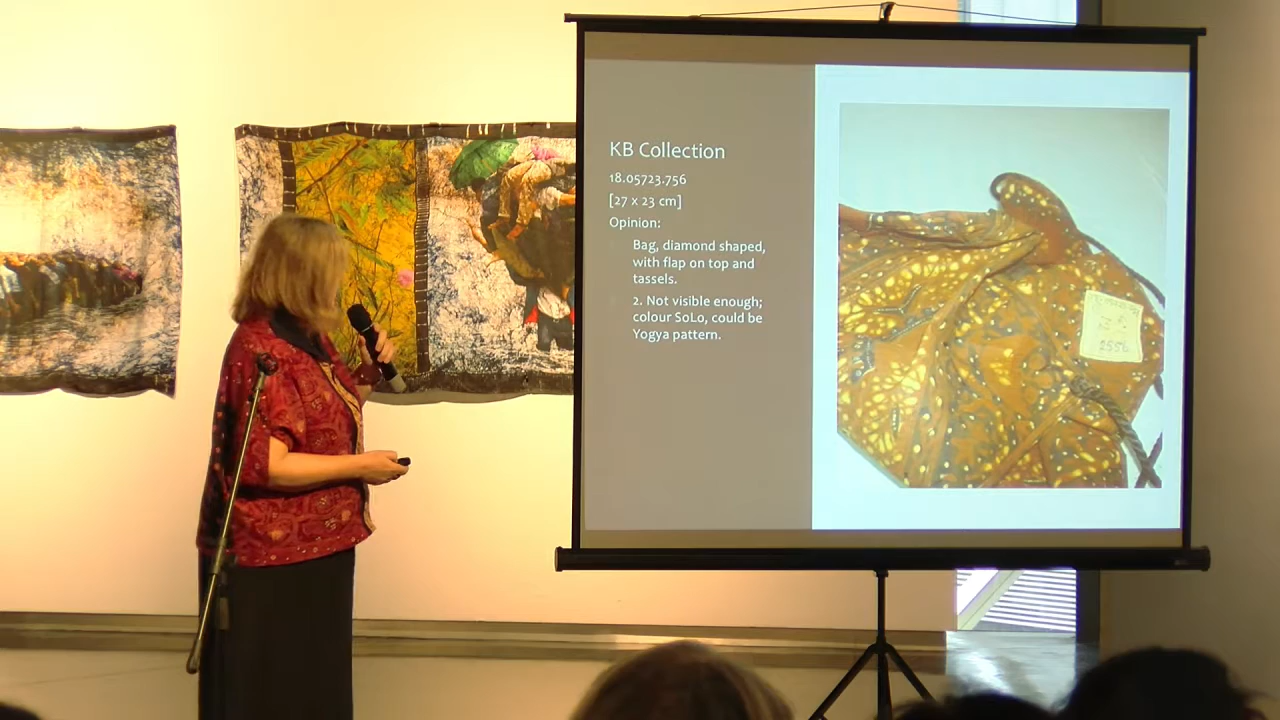 KB Collection
18.05723.756
[27 x 23 cm]
Opinion:
Bag, diamond shaped,
with flap on top and
tassels.
2. Not visible enough;
colour SoLo, could be
Yogya pattern.
2556